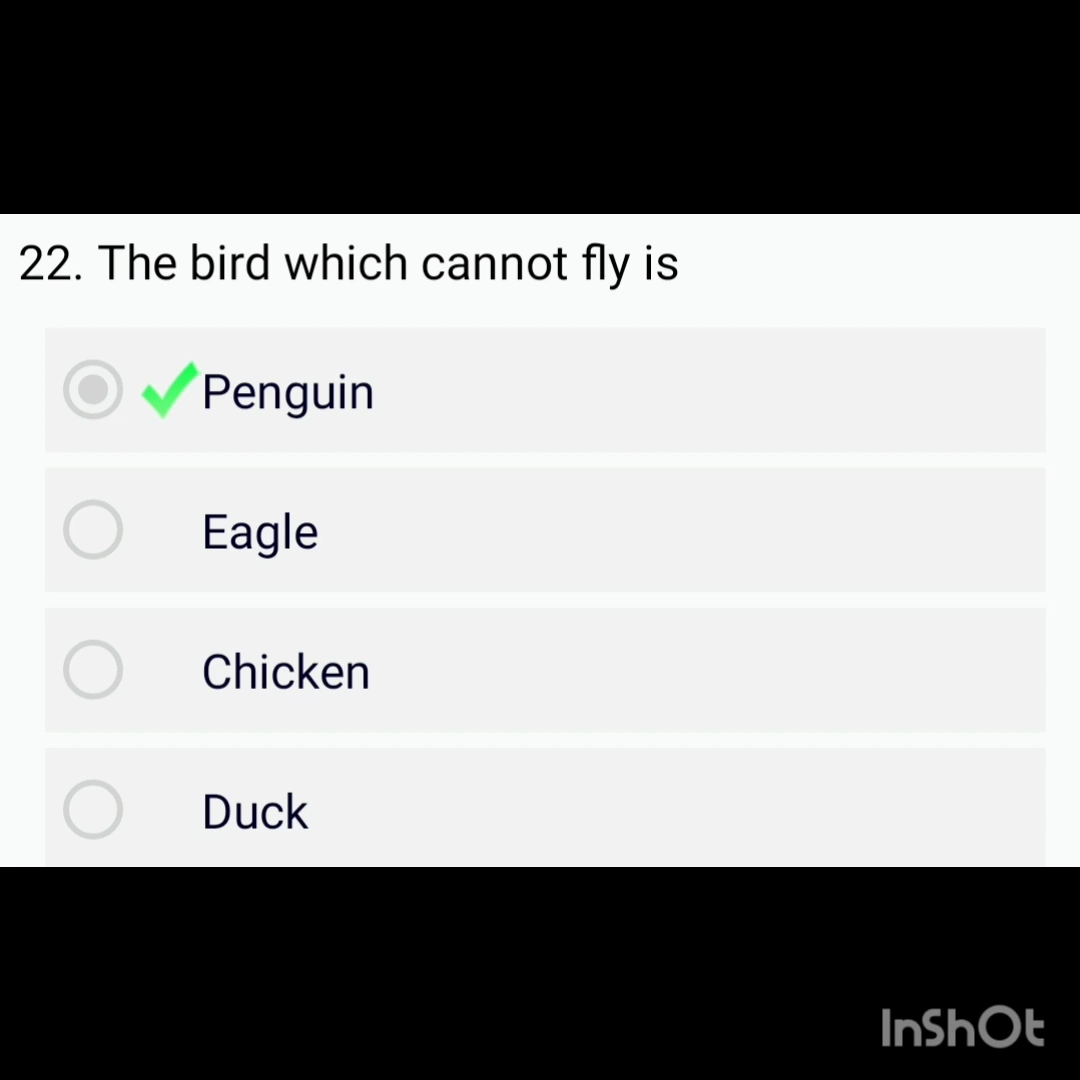 22. The bird which cannot fly is
Penguin
Eagle
Chicken
Duck
InShOt